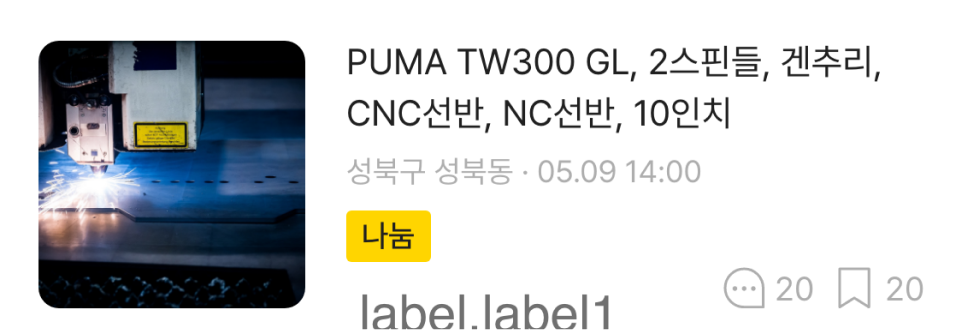 PUMA TW300 GL, 2스핀들, 겐추리,
CNC선반, NC선반, 10인치
성북구 성북동 · 05.09 14:00
나눔
label.label1
20
20